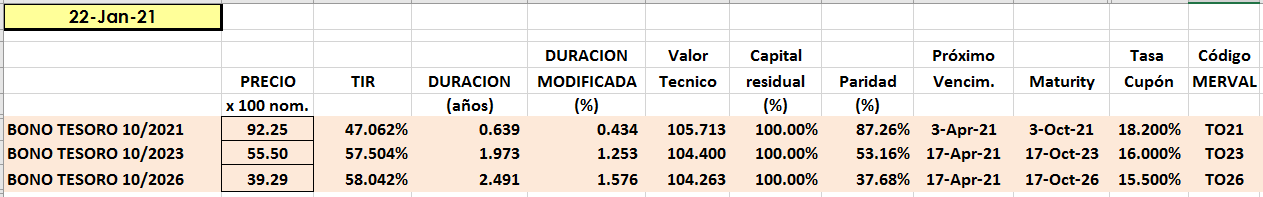 22-Jan-21
DURACION Valor Capital Próximo Tasa Código
PRECIO TIR DURACION MODIFICADA Tecnico residual Paridad Vencim. Maturity Cupón MERVAL
x 100 nom. (años) (%) (%) (%)
BONO TESORO 10/2021 92.25 47.062% 0.639 0.434 105.713 100.00% 87.26% 3-Apr-21 3-Oct-21 18.200% TO21
BONO TESORO 10/2023 55.50 57.504% 1.973 1.253 104.400 100.00% 53.16% 17-Apr-21 17-Oct-23 16.000% TO23
BONO TESORO 10/2026 39.29 58.042% 2.491 1.576 104.263 100.00% 37.68% 17-Apr-21 17-Oct-26 15.500% TO26